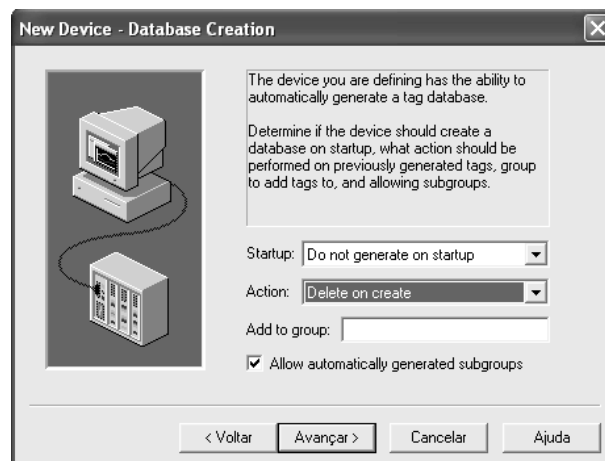 New Device - Database Creation
The device you are defining has the ability to
automatically generate a tag database.
Determine if the device should create a
database on startup, what action should be
performed on previously generated tags, group
to add tags to, and allowing subgroups.
Startup: Do not generate on startup
Action: Delete on create
Add to group:
Allow automatically generated subgroups
< Voltar Avançar > Cancelar Ajuda